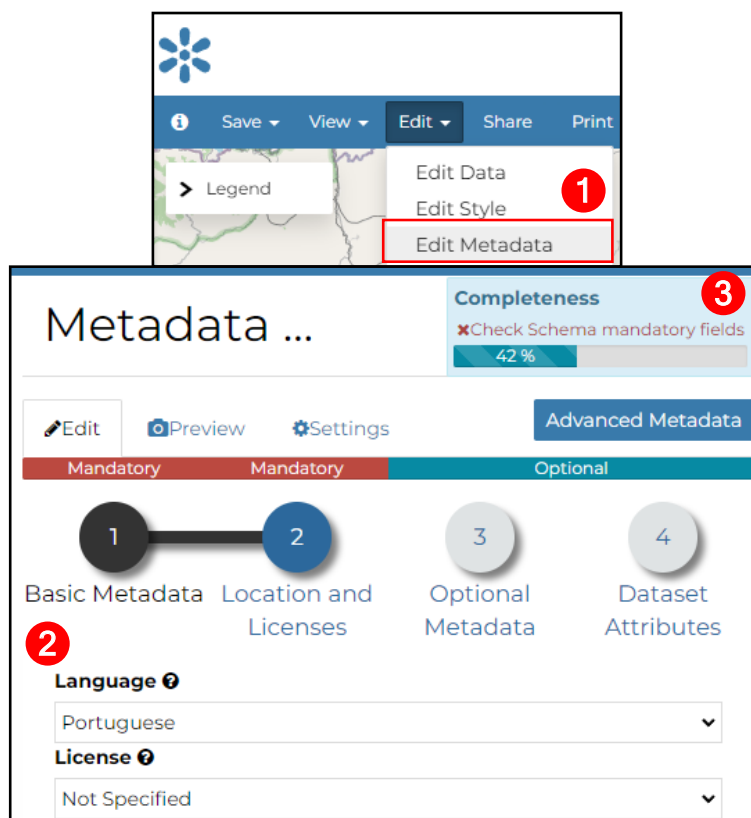 Save View Edit Share Print
Legend
Edit Data
1
Edit Style
Edit Metadata
Metadata ...
Completeness
3
Check Schema mandatory fields
42 %
Edit Preview Settings
Advanced Metadata
Mandatory Mandatory Optional
1 2 3 4
Basic Metadata Location and Optional Dataset
Licenses Metadata Attributes
2
Language
Portuguese
License
Not Specified